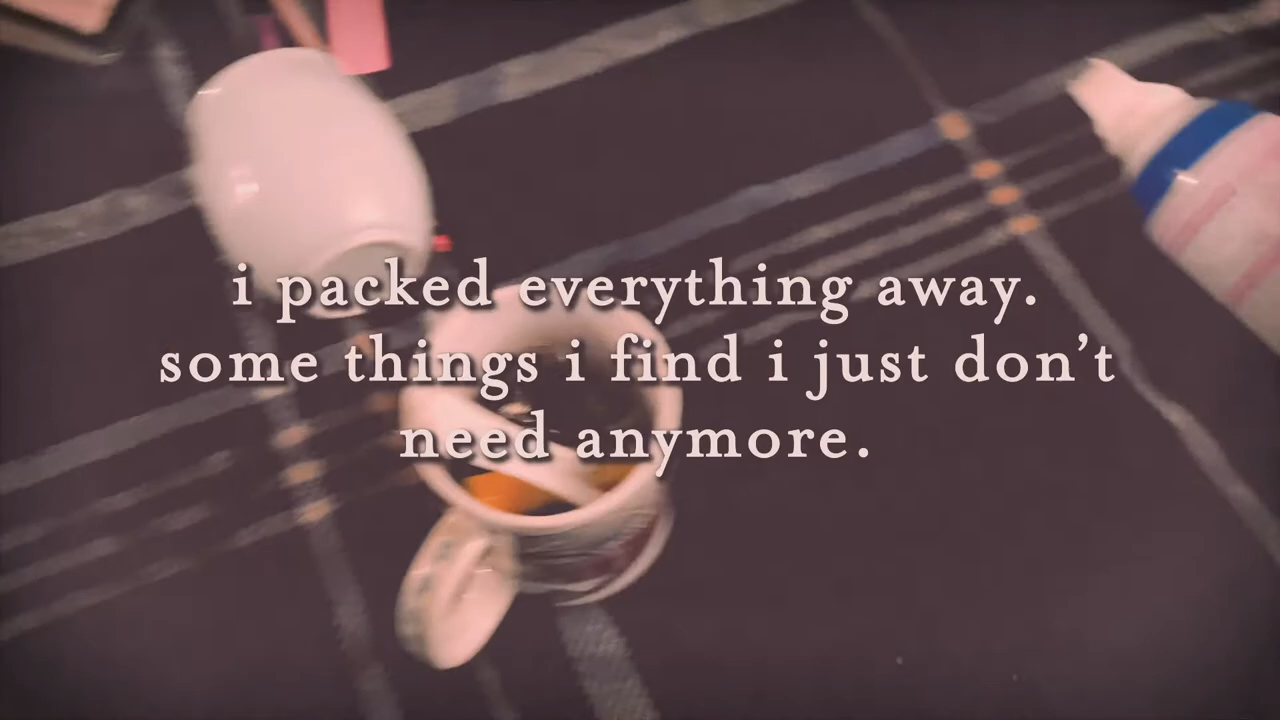 i packed everything away.
some things i find i just don’t
need anymore.